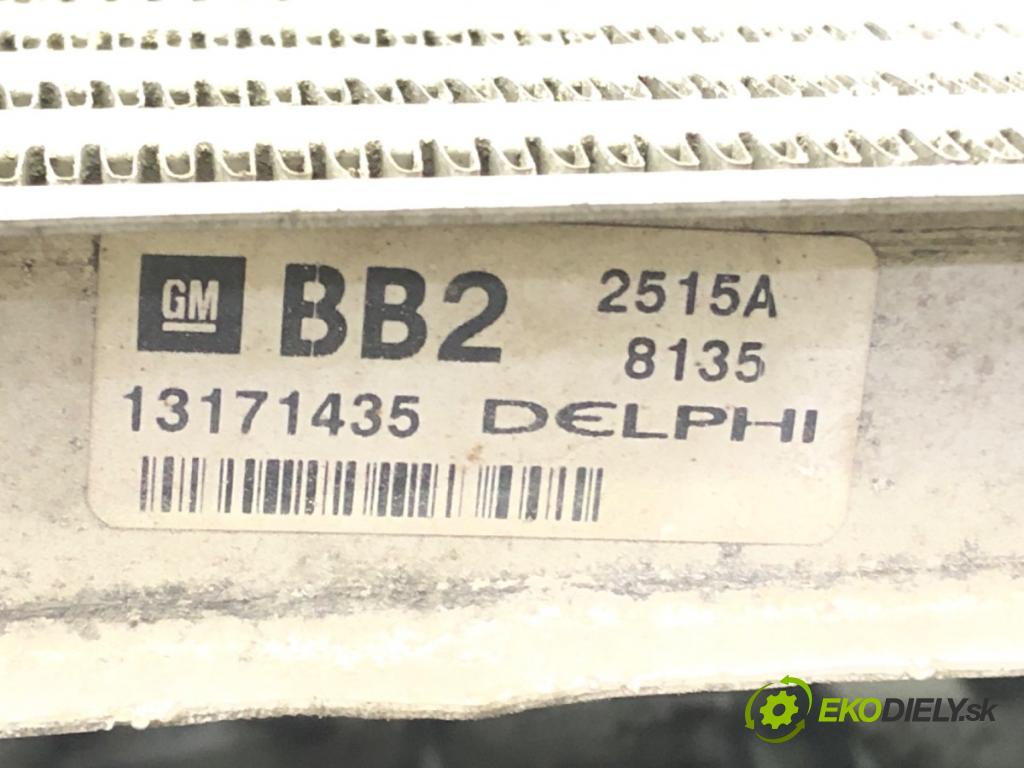 GM BB2 2515A
8135
13171435 DELPHI
EKODIELY.sk